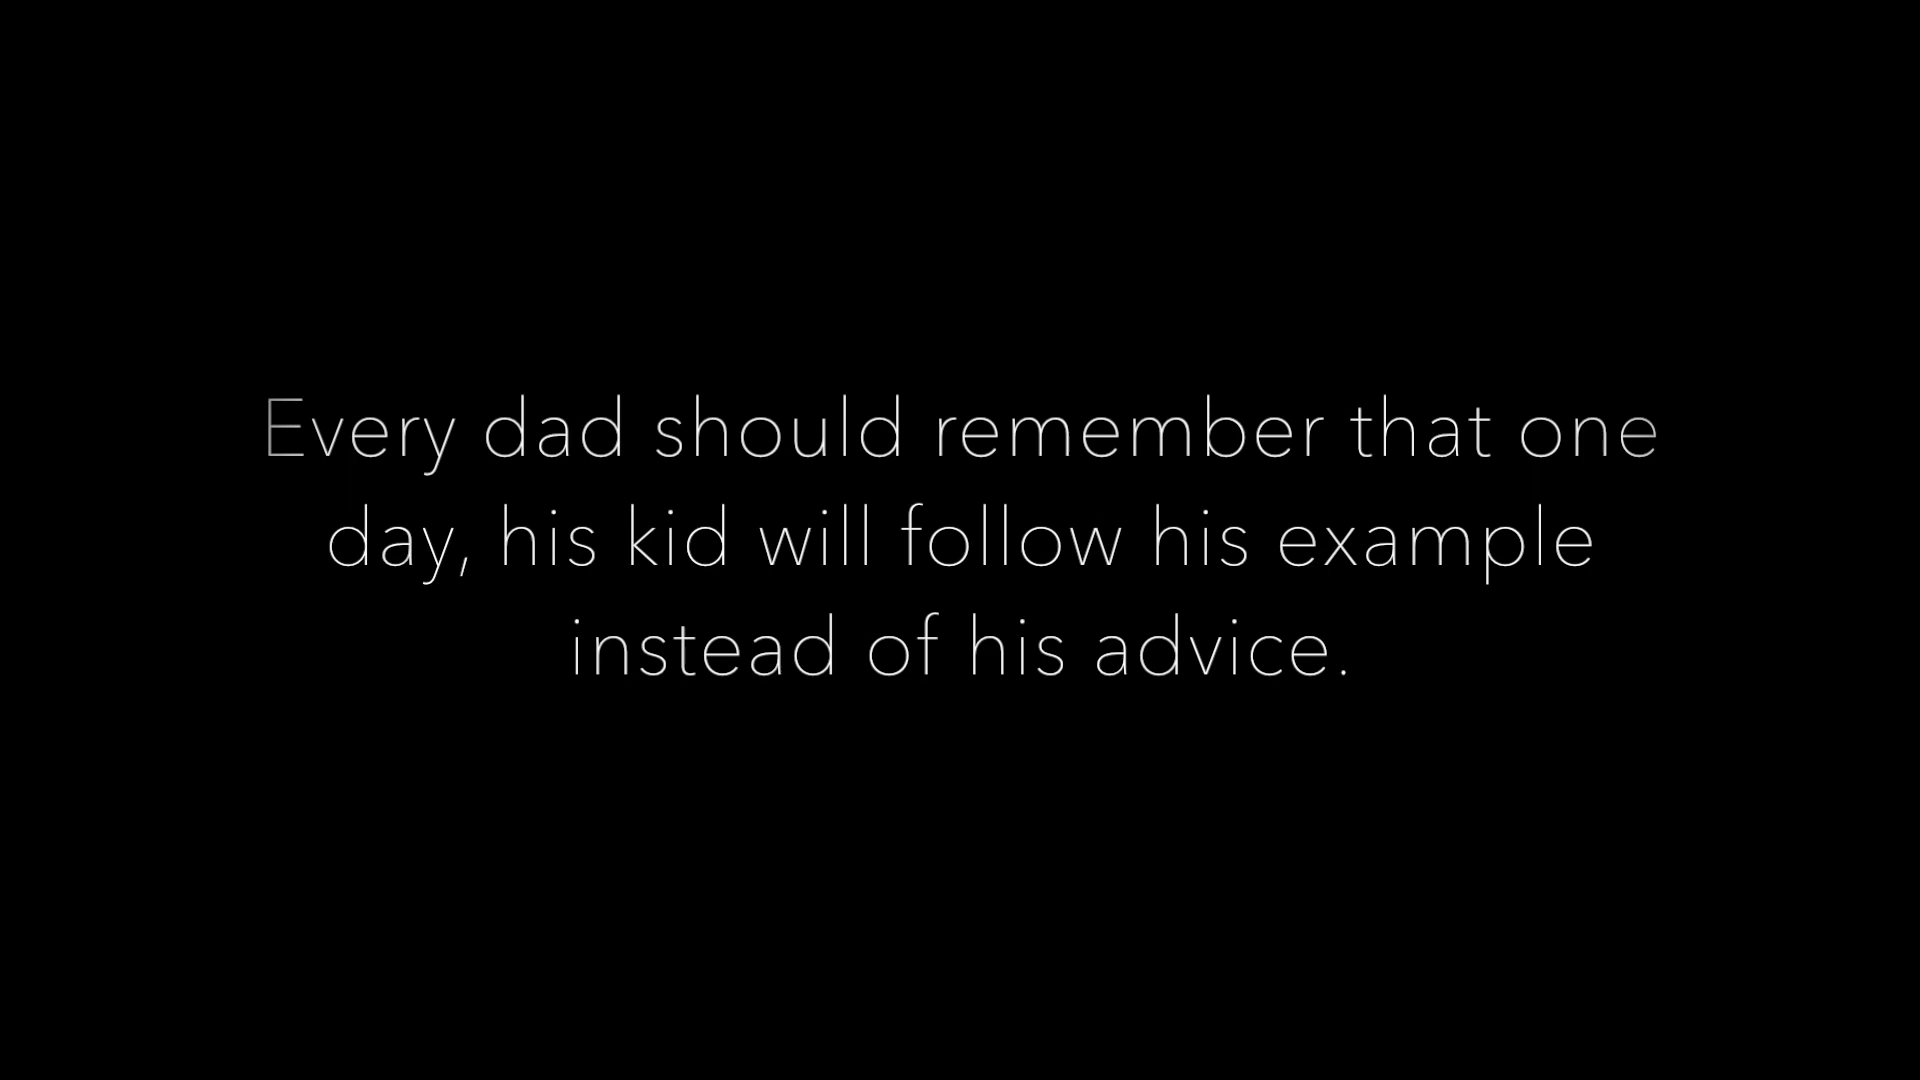 Every dad should remember that one
day, his kid will follow his example
instead of his advice.